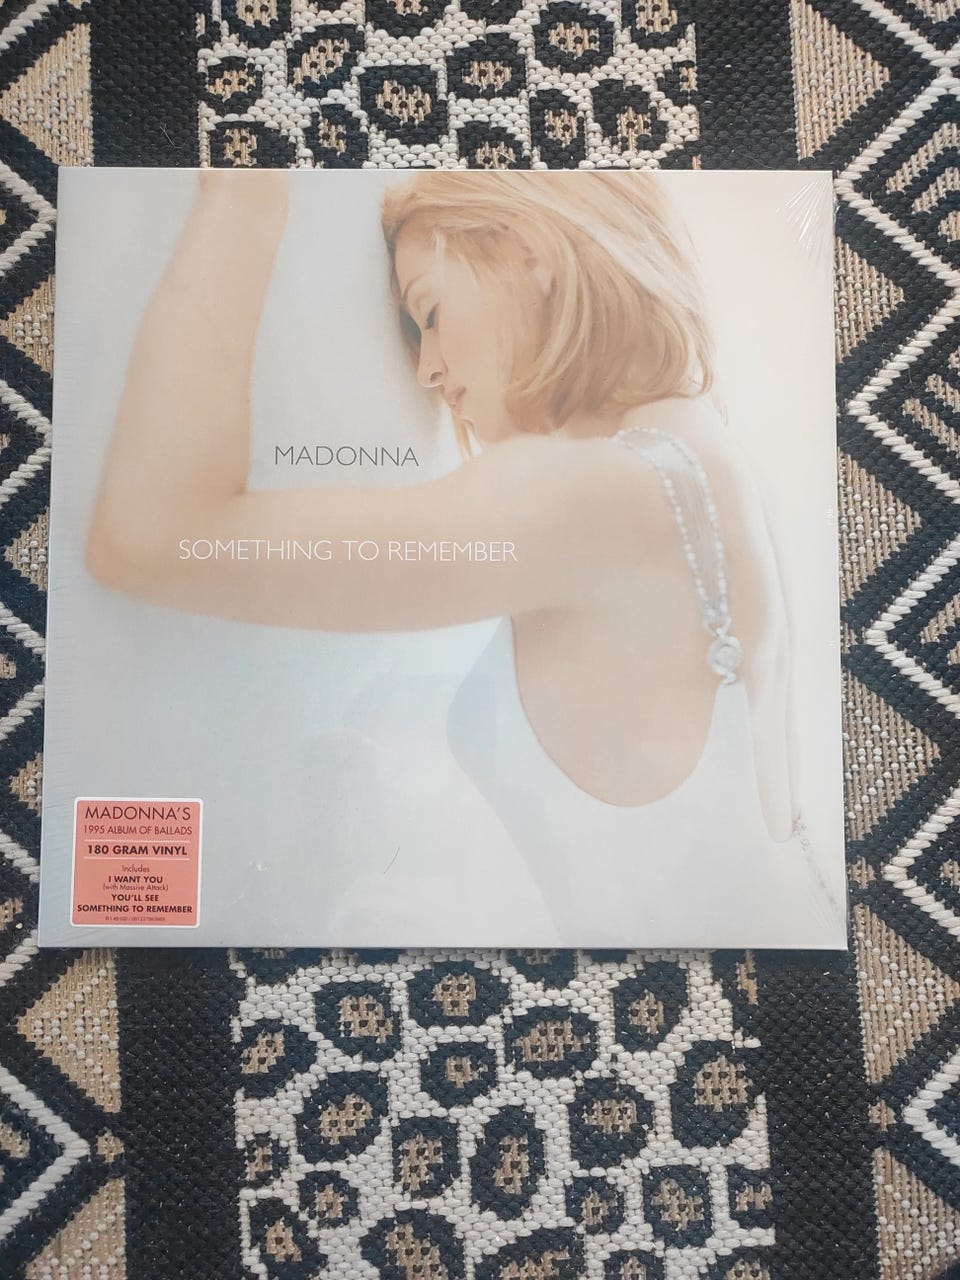 MADONNA
SOMETHING TO REMEMBER
MADONNA'S
1995 ALBUM OF BALLADS
180 GRAM VINYL
Includes
I WANT YOU
(with Massive Attack)
YOU'LL SEE
SOMETHING TO REMEMBER